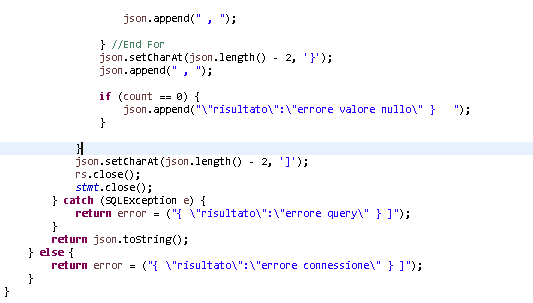 json.append(" , ");
} //End For
json.setCharAt(json.length() - 2, '}');
json.append(" , ");
if (count == 0) {
json.append("\"risultato\":\"errore valore nullo\" }   ");
}
}
json.setCharAt(json.length() - 2, ']');
rs.close();
stmt.close();
} catch (SQLException e) {
return error = ("{ \"risultato\":\"errore query\" } ]");
}
return json.toString();
} else {
return error = ("{ \"risultato\":\"errore connessione\" } ]");
}
}